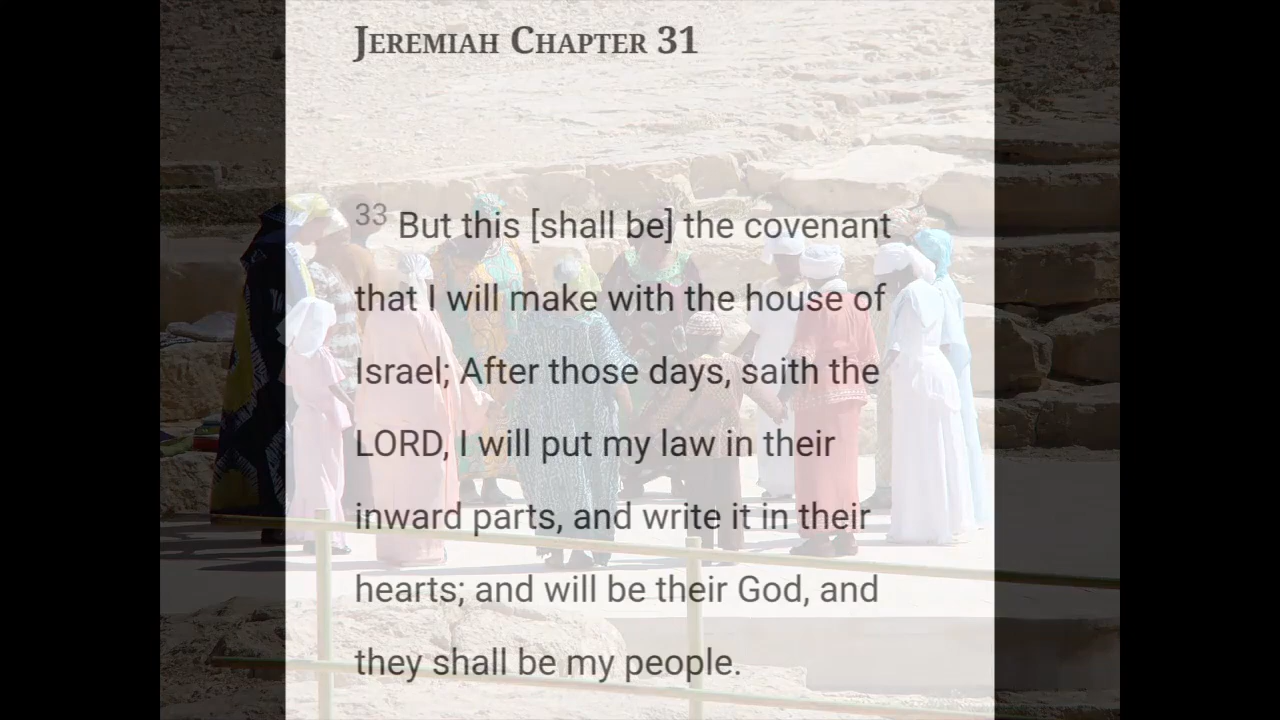 Jeremiah Chapter 31
33 But this [shall be] the covenant
that I will make with the house of
Israel; After those days, saith the
LORD, I will put my law in their
inward parts, and write it in their
hearts; and will be their God, and
they shall be my people.